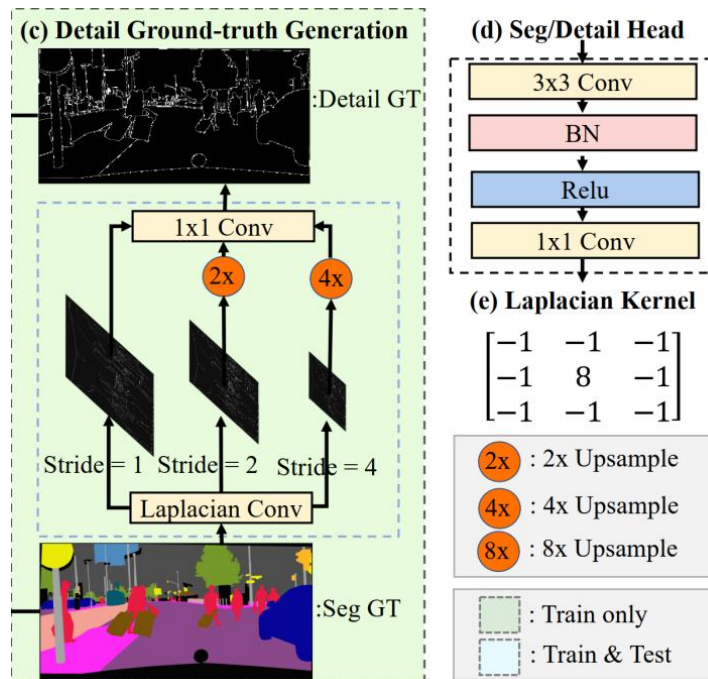 (c) Detail Ground-truth Generation
:Detail GT
1x1 Conv
2x
4x
Stride = 1
Stride = 2
Stride = 4
Laplacian Conv
:Seg GT
(d) Seg/Detail Head
3x3 Conv
BN
Relu
1x1 Conv
(e) Laplacian Kernel
−1 −1 −1
−1 8 −1
−1 −1 −1
2x : 2x Upsample
4x : 4x Upsample
8x : 8x Upsample
: Train only
: Train & Test